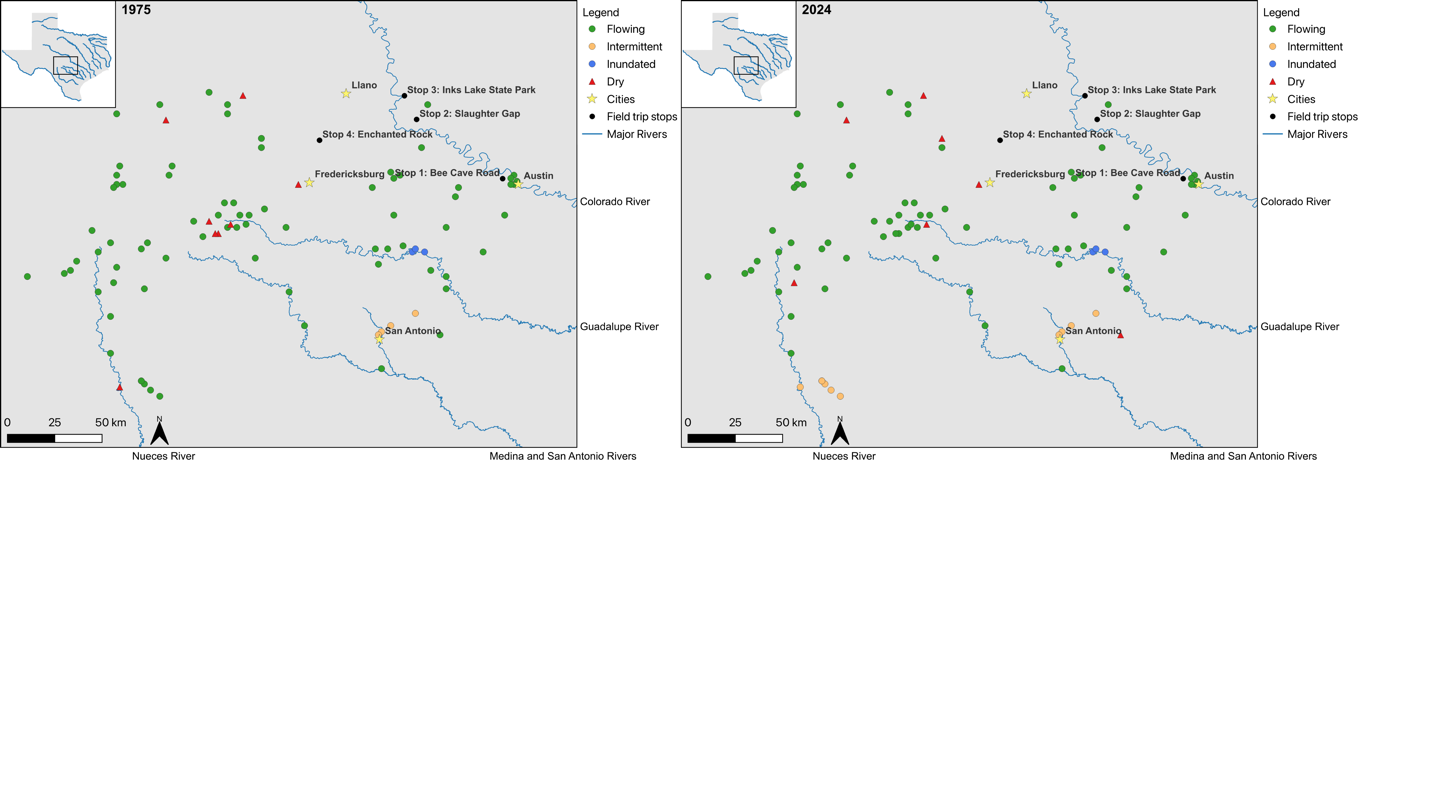 1975
Legend
Flowing
Intermittent
Inundated
Dry
Cities
Field trip stops
Major Rivers
Llano
Stop 3: Inks Lake State Park
Stop 2: Slaughter Gap
Stop 4: Enchanted Rock
Fredericksburg
Stop 1: Bee Cave Road
Austin
Colorado River
Guadalupe River
San Antonio
0 25 50 km
N
Nueces River
Medina and San Antonio Rivers
2024
Legend
Flowing
Intermittent
Inundated
Dry
Cities
Field trip stops
Major Rivers
Llano
Stop 3: Inks Lake State Park
Stop 2: Slaughter Gap
Stop 4: Enchanted Rock
Fredericksburg
Stop 1: Bee Cave Road
Austin
Colorado River
Guadalupe River
San Antonio
0 25 50 km
N
Nueces River
Medina and San Antonio Rivers